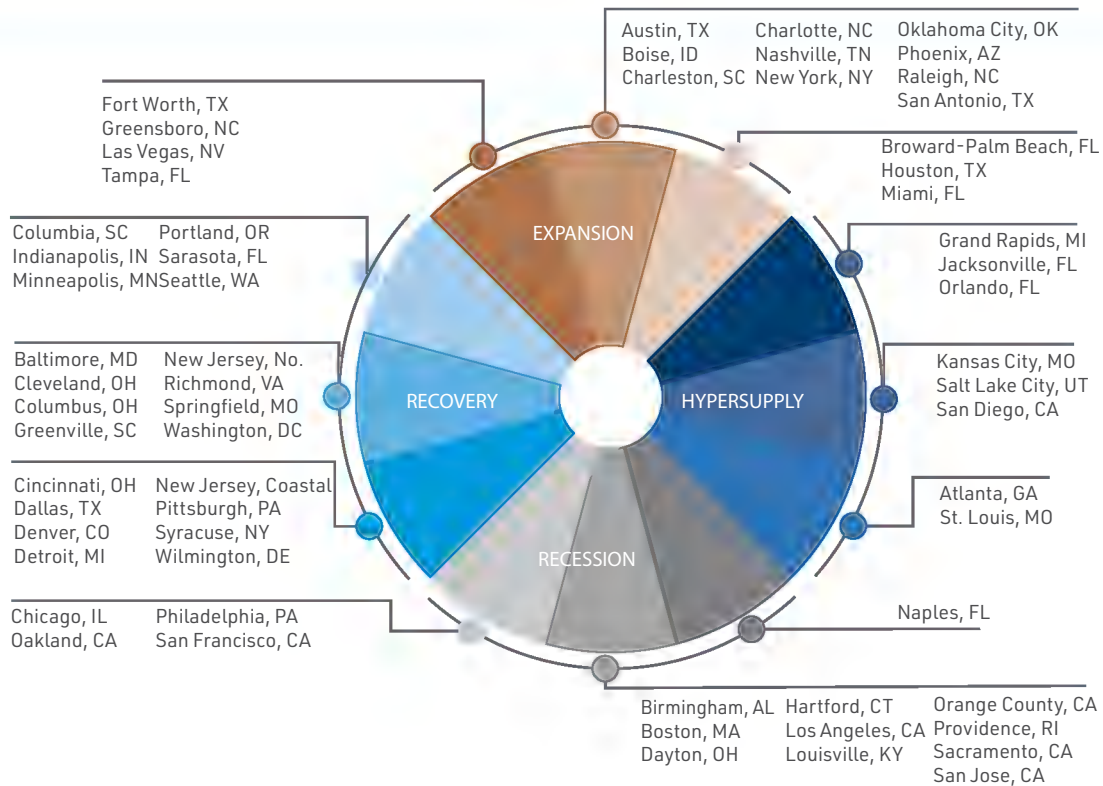 Austin, TX Charlotte, NC Oklahoma City, OK
Boise, ID Nashville, TN Phoenix, AZ
Charleston, SC New York, NY Raleigh, NC
San Antonio, TX
Fort Worth, TX
Greensboro, NC
Las Vegas, NV
Tampa, FL
Broward-Palm Beach, FL
Houston, TX
Miami, FL
Columbia, SC Portland, OR
Indianapolis, IN Sarasota, FL
Minneapolis, MN Seattle, WA
EXPANSION
Grand Rapids, MI
Jacksonville, FL
Orlando, FL
Baltimore, MD New Jersey, No.
Cleveland, OH Richmond, VA
Columbus, OH Springfield, MO
Greenville, SC Washington, DC
RECOVERY
HYPERSUPPLY
Kansas City, MO
Salt Lake City, UT
San Diego, CA
Cincinnati, OH New Jersey, Coastal
Dallas, TX Pittsburgh, PA
Denver, CO Syracuse, NY
Detroit, MI Wilmington, DE
RECESSION
Atlanta, GA
St. Louis, MO
Chicago, IL Philadelphia, PA
Oakland, CA San Francisco, CA
Naples, FL
Birmingham, AL Hartford, CT Orange County, CA
Boston, MA Los Angeles, CA Providence, RI
Dayton, OH Louisville, KY Sacramento, CA
San Jose, CA